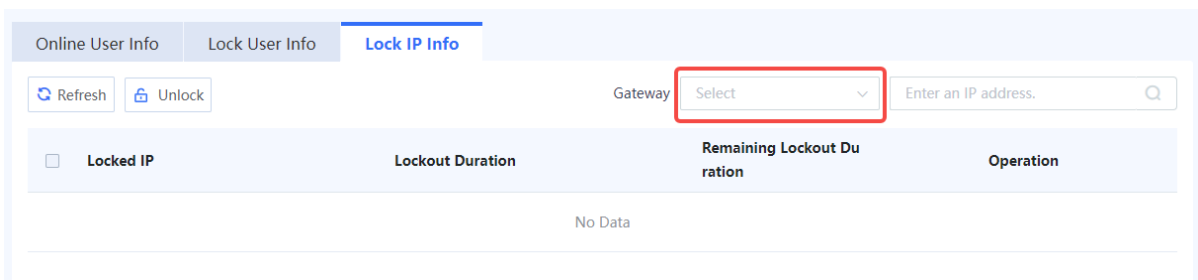 Online User Info Lock User Info Lock IP Info
Refresh Unlock Gateway Select Enter an IP address.
Locked IP Lockout Duration Remaining Lockout Du
ration Operation
No Data